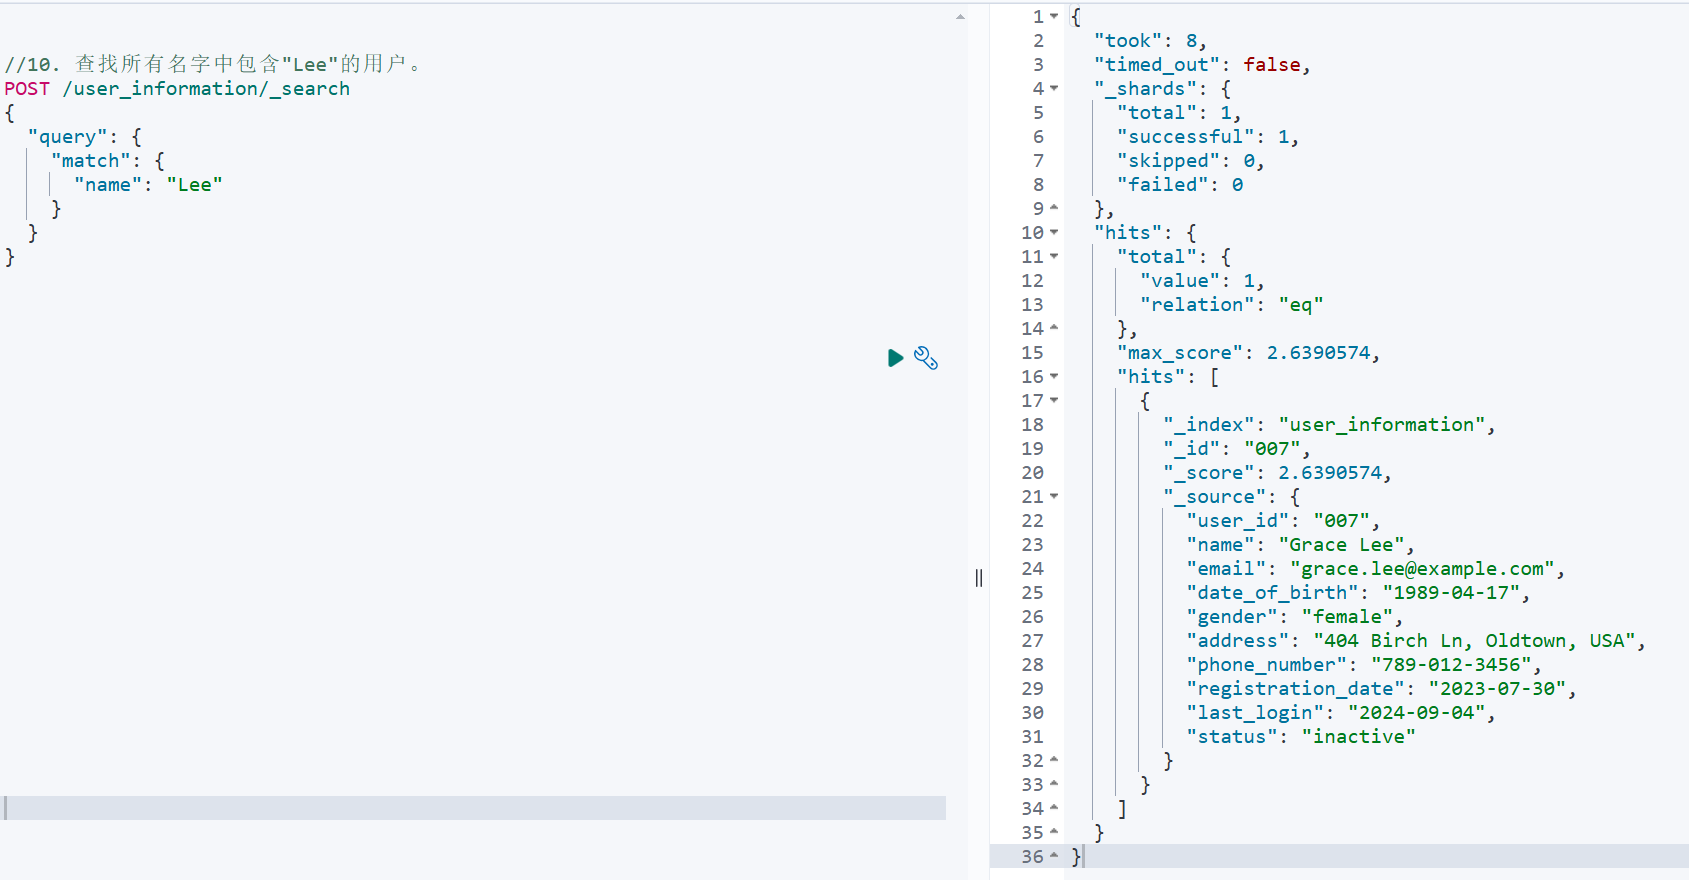 //10. 查找所有名字中包含"Lee"的用户。
POST /user_information/_search
{
  "query": {
    "match": {
      "name": "Lee"
    }
  }
}
1 {
2   "took": 8,
3   "timed_out": false,
4   "_shards": {
5     "total": 1,
6     "successful": 1,
7     "skipped": 0,
8     "failed": 0
9   },
10   "hits": {
11     "total": {
12       "value": 1,
13       "relation": "eq"
14     },
15     "max_score": 2.6390574,
16     "hits": [
17       {
18         "_index": "user_information",
19         "_id": "007",
20         "_score": 2.6390574,
21         "_source": {
22           "user_id": "007",
23           "name": "Grace Lee",
24           "email": "grace.lee@example.com",
25           "date_of_birth": "1989-04-17",
26           "gender": "female",
27           "address": "404 Birch Ln, Oldtown, USA",
28           "phone_number": "789-012-3456",
29           "registration_date": "2023-07-30",
30           "last_login": "2024-09-04",
31           "status": "inactive"
32         }
33       }
34     ]
35   }
36 }